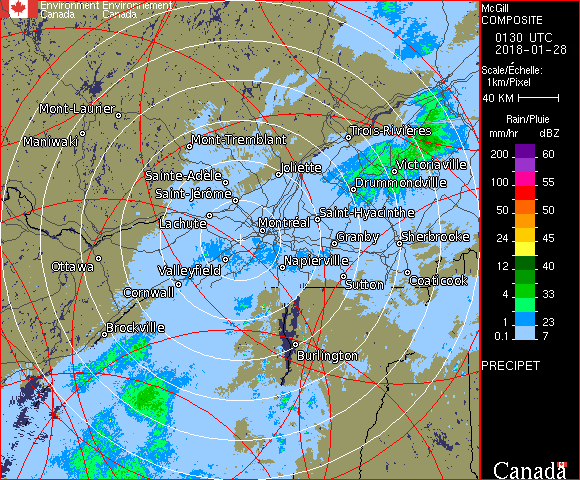 Environment Environnement
Canada Canada
McGill
COMPOSITE
0130 UTC
2018-01-28
Scale/Échelle:
1km/Pixel
40 KM
Rain/Pluie
mm/hr dBZ
200 60
100 55
50 50
24 45
12 40
4 33
1 23
0.1 7
PRECIPET
Canada
Mont-Laurier
Maniwaki
Mont-Tremblant
Trois-Rivières
Joliette
Victoriaville
Sainte-Adele
Drummondville
Saint-Jérôme
Saint-Hyacinthe
Lachute
Montréal
Granby
Sherbrooke
Ottawa
Valleyfield
Napierville
Cornwall
Sutton
Coaticook
Brockville
Burlington